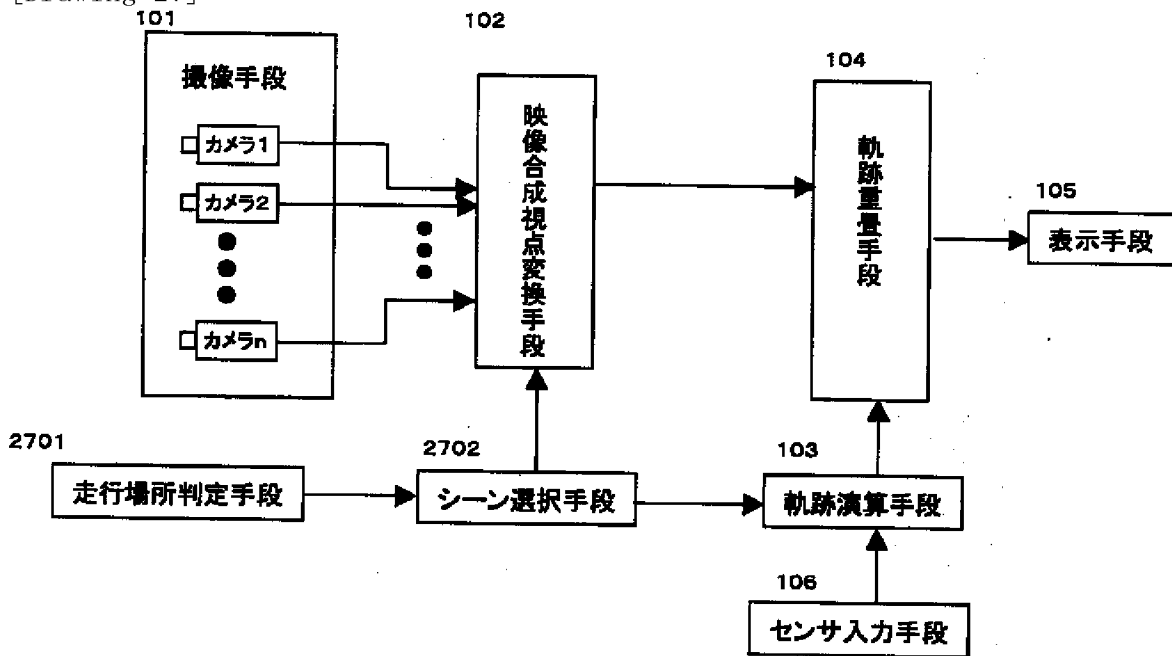 101
102
撮像手段
104
カメラ1
映像合成視点変換手段
軌跡重畳手段
カメラ2
105
表示手段
カメラn
2701
2702
103
走行場所判定手段
シーン選択手段
軌跡演算手段
106
センサ入力手段